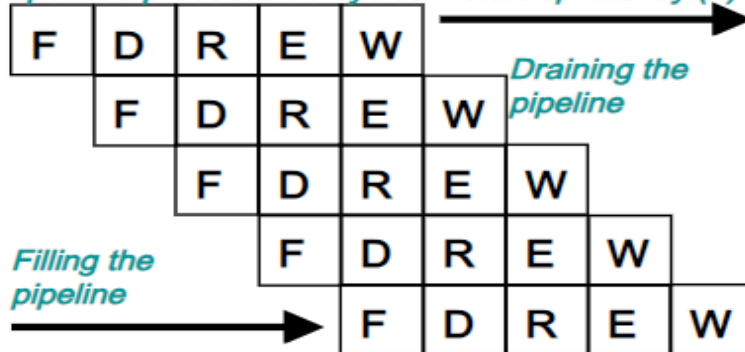 F D R E W
Draining the
pipeline
F D R E W
F D R E W
Filling the
pipeline
F D R E W
F D R E W